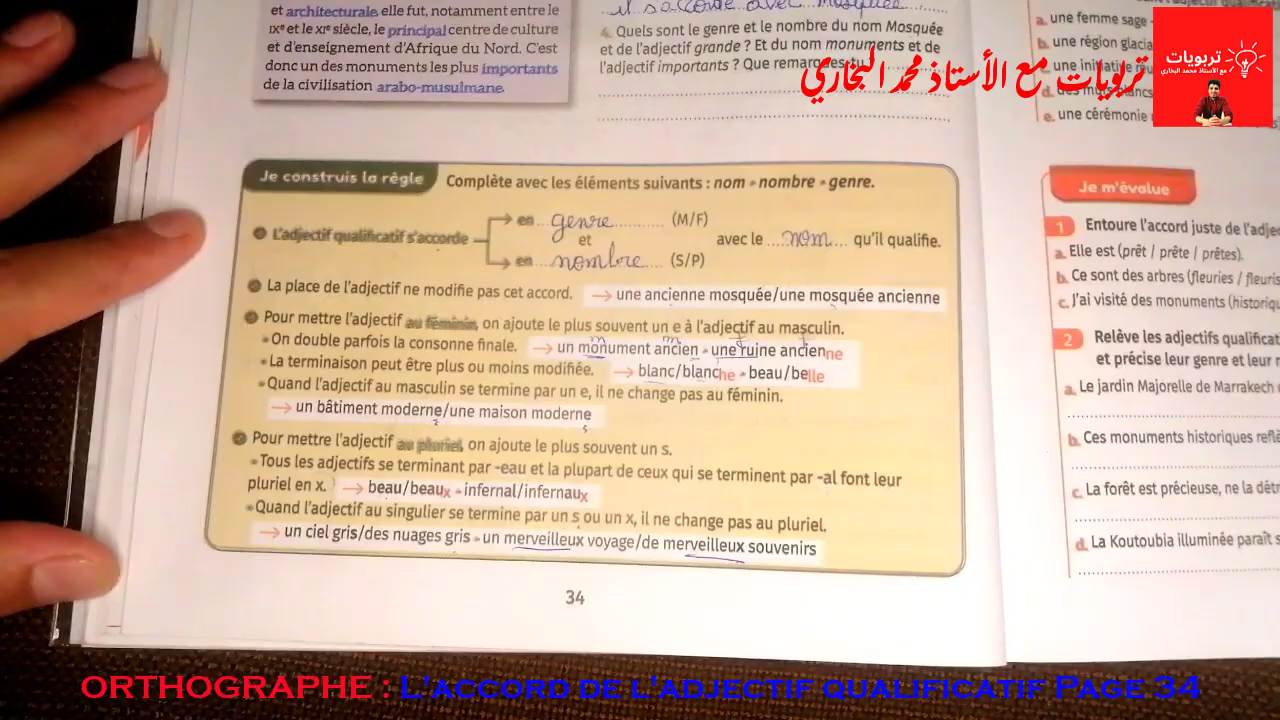 et architecturale, elle fut, notamment entre le
IXᵉ et le XIᵉ siècle, le principal centre de culture
et d'enseignement d'Afrique du Nord. C'est
donc un des monuments les plus importants
de la civilisation arabo-musulmane.
il s'accorde avec mosquée
4. Quels sont le genre et le nombre du nom Mosquée
et de l'adjectif grande ? Et du nom monuments et de
l'adjectif importants ? Que remarques-tu
a. une femme sage
b. une région glacia
c. une initiative
d. des murs blancs
e. une cérémonie
تربويات مع الأستاذ محمد البخاري
تربويات
مع الأستاذ محمد البخاري
Je construis la règle
Complète avec les éléments suivants : nom - nombre - genre.
L'adjectif qualificatif s'accorde
en genre (M/F)
et
en nombre (S/P)
avec le nom qu'il qualifie.
La place de l'adjectif ne modifie pas cet accord. → une ancienne mosquée/une mosquée ancienne
Pour mettre l'adjectif au féminin, on ajoute le plus souvent un e à l'adjectif au masculin.
• On double parfois la consonne finale. → un monument ancien - une ruine ancienne
• La terminaison peut être plus ou moins modifiée. → blanc/blanche - beau/belle
• Quand l'adjectif au masculin se termine par un e, il ne change pas au féminin.
→ un bâtiment moderne/une maison moderne
Pour mettre l'adjectif au pluriel, on ajoute le plus souvent un s.
• Tous les adjectifs se terminant par -eau et la plupart de ceux qui se terminent par -al font leur
pluriel en x. → beau/beaux - infernal/infernaux
• Quand l'adjectif au singulier se termine par un s ou un x, il ne change pas au pluriel.
→ un ciel gris/des nuages gris - un merveilleux voyage/de merveilleux souvenirs
34
Je m'évalue
1 Entoure l'accord juste de l'adje
a. Elle est (prêt / prête / prêtes).
b. Ce sont des arbres (fleuries / fleuris
c. J'ai visité des monuments (historiq
2 Relève les adjectifs qualificat
et précise leur genre et leur
a. Le jardin Majorelle de Marrakech
b. Ces monuments historiques reflè
c. La forêt est précieuse, ne la détr
d. La Koutoubia illuminée paraît s
ORTHOGRAPHE : L'accord de l'adjectif qualificatif Page 34